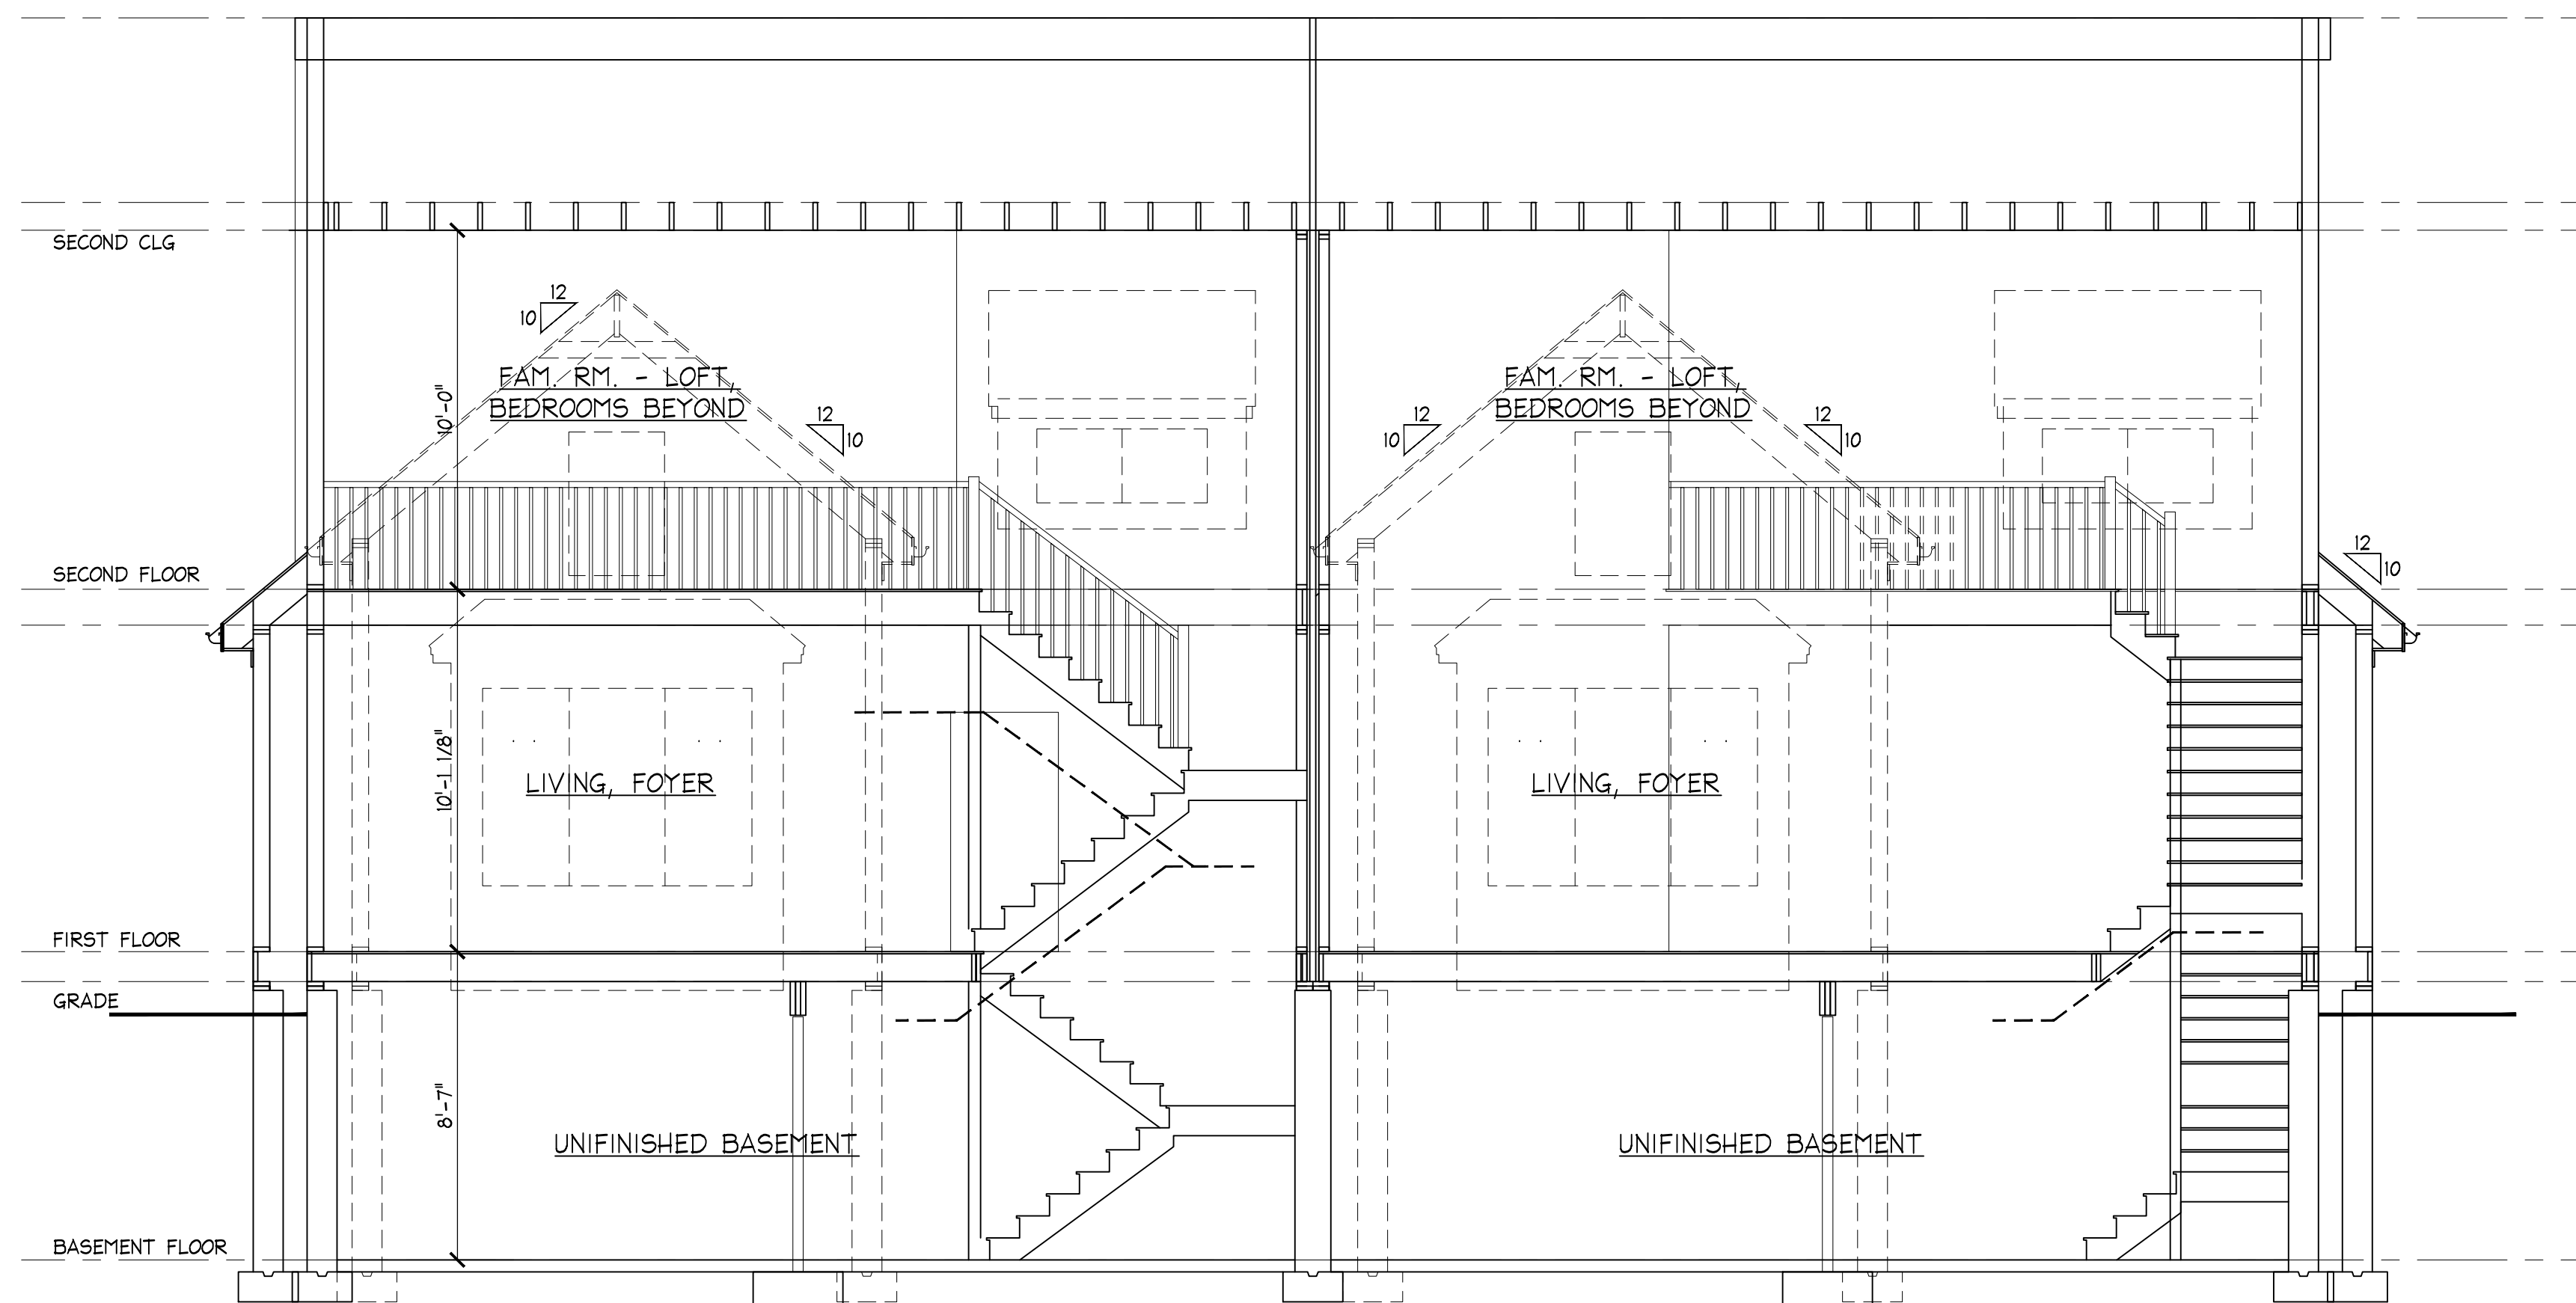 SECOND CLG
12
10
FAM. RM. - LOFT,
BEDROOMS BEYOND
12
10
10'-0"
FAM. RM. - LOFT,
BEDROOMS BEYOND
12
10
12
10
SECOND FLOOR
12
10
10'-1 1/8"
LIVING, FOYER
LIVING, FOYER
FIRST FLOOR
GRADE
8'-7"
UNIFINISHED BASEMENT
UNIFINISHED BASEMENT
BASEMENT FLOOR